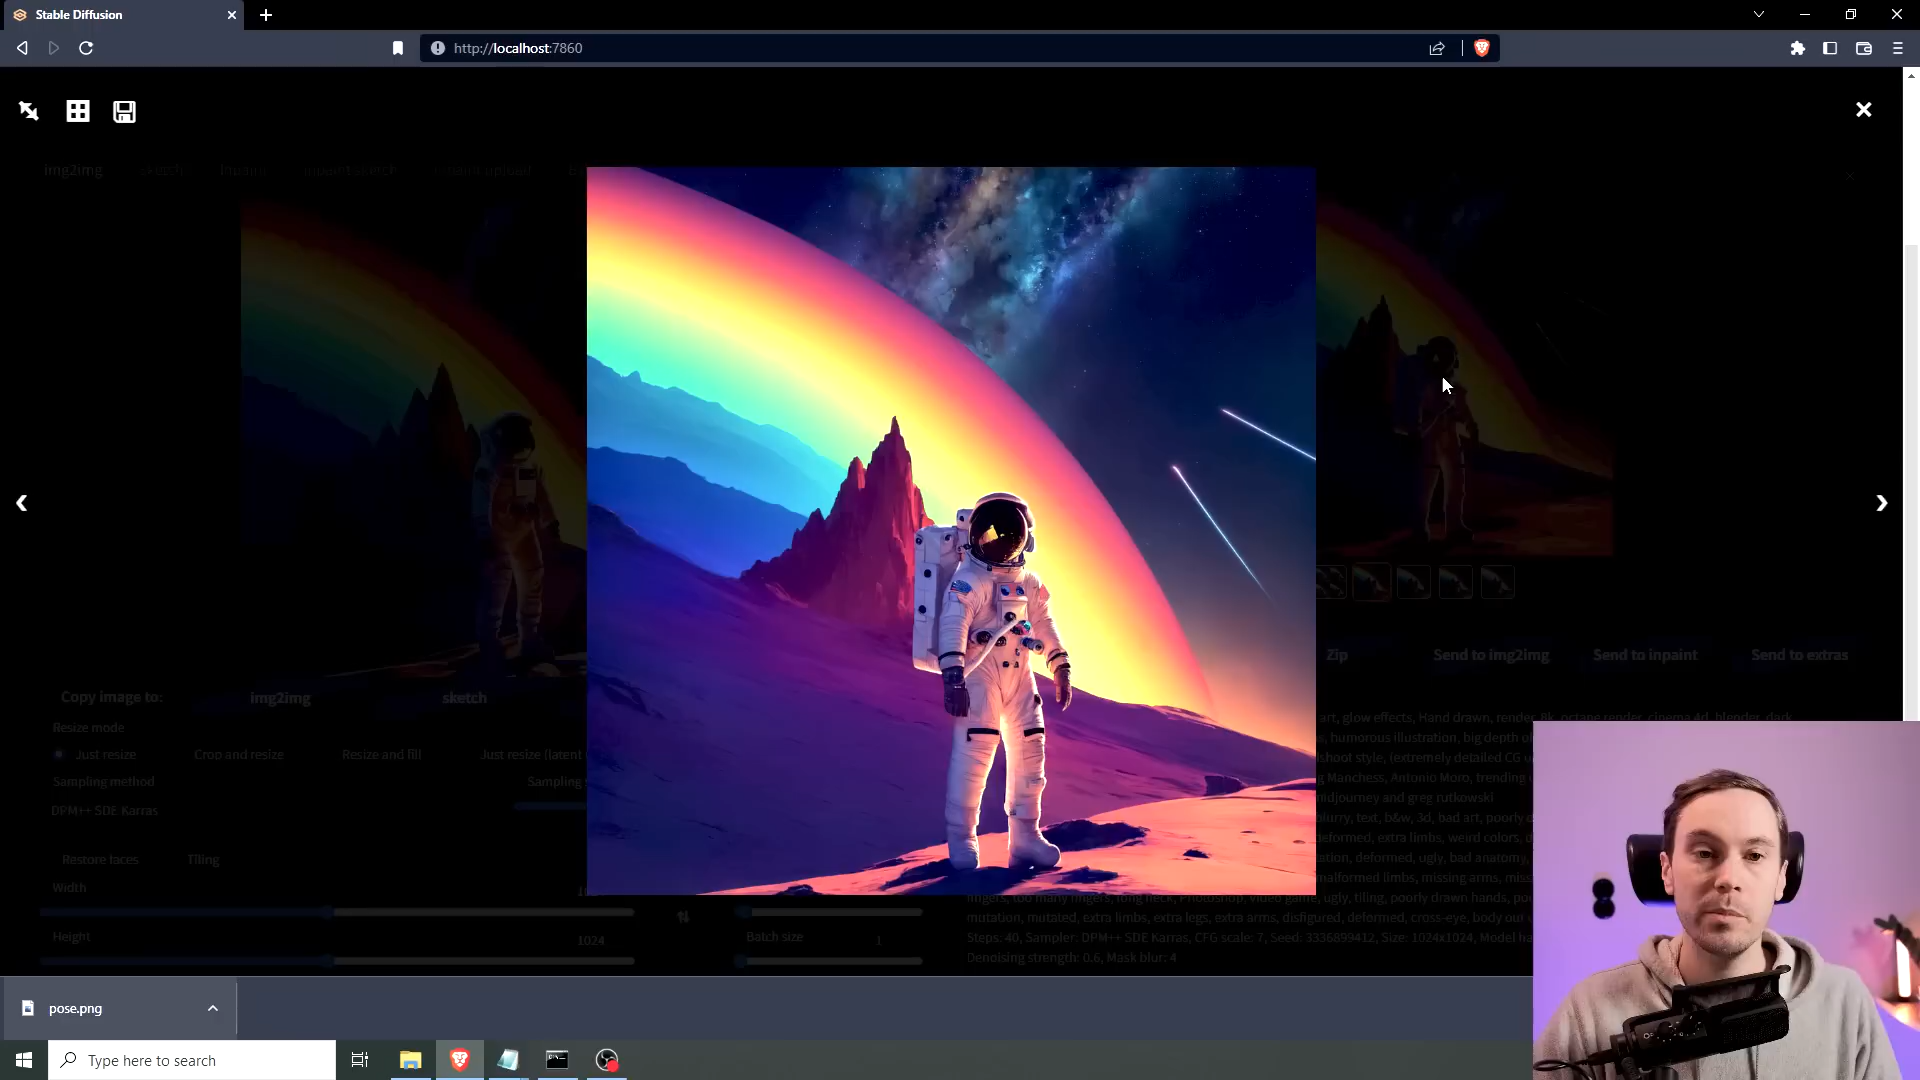 Stable Diffusion
http://localhost:7860
img2img
Sketch
Inpaint
Zip
Send to img2img
Send to inpaint
Send to extras
Copy image to:
img2img
sketch
Resize mode
Just resize
Crop and resize
Resize and fill
Just resize (latent
Sampling method
Sampling
DPM++ SDE Karras
art, glow effects, Hand drawn, render, 8k, octane render, cinema 4d, blender, dark
s, humorous illustration, big depth o
dshoot style, (extremely detailed CG u
g Manchess, Antonio Moro, trending
midjourney and greg rutkowski
blurry, text, b&w, 3d, bad art, poorly
deformed, extra limbs, weird colors,
deformed, ugly, bad anatomy,
malformed limbs, missing arms, mis
fingers, too many fingers, long neck, Photoshop, video game, ugly, tiling, poorly drawn hands, po
mutation, mutated, extra limbs, extra legs, extra arms, disfigured, deformed, cross-eye, body out
Steps: 40, Sampler: DPM++ SDE Karras, CFG scale: 7, Seed: 3336899412, Size: 1024x1024, Model ha
Denoising strength: 0.6, Mask blur: 4
Restore faces
Tiling
Width
Height
1024
Batch size
1
pose.png
Type here to search